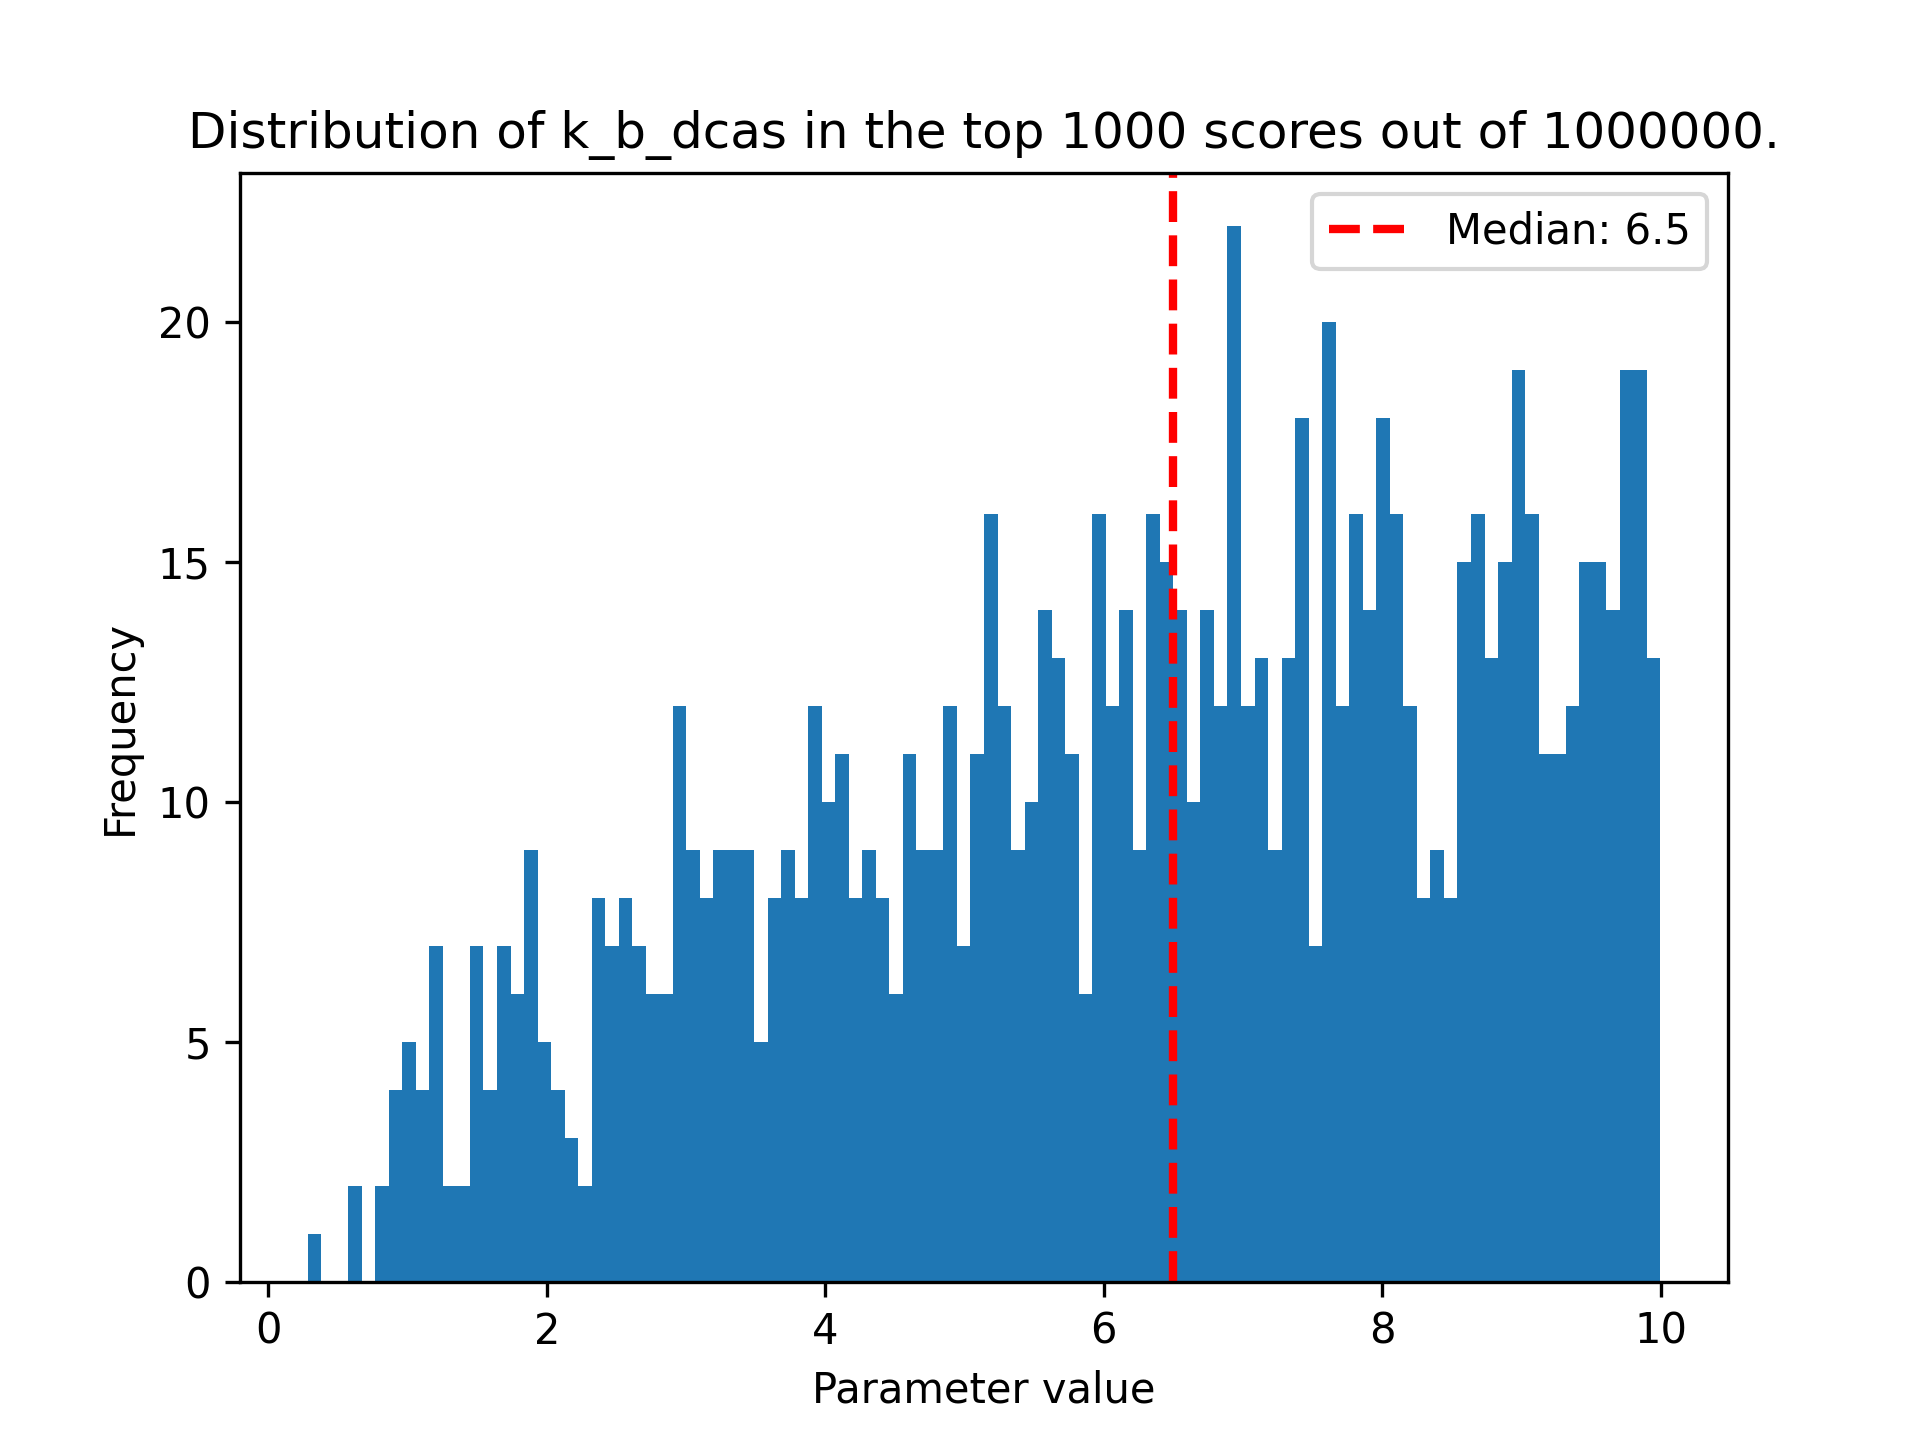 Distribution of k_b_dcas in the top 1000 scores out of 1000000.
Median: 6.5
Frequency
20
15
10
5
0
0 2 4 6 8 10
Parameter value